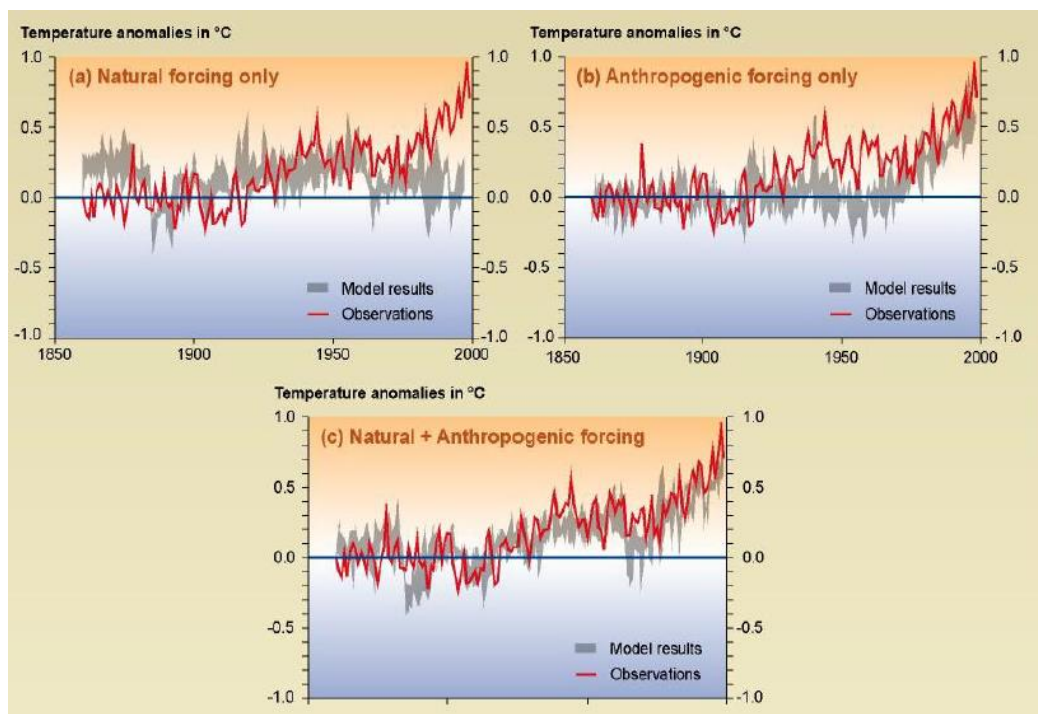 Temperature anomalies in °C
(a) Natural forcing only
1.0 1.0
0.5 0.5
0.0 0.0
-0.5 -0.5
Model results
Observations
-1.0 -1.0
1850 1900 1950 2000
Temperature anomalies in °C
(b) Anthropogenic forcing only
1.0 1.0
0.5 0.5
0.0 0.0
-0.5 -0.5
Model results
Observations
-1.0 -1.0
1850 1900 1950 2000
Temperature anomalies in °C
(c) Natural + Anthropogenic forcing
1.0 1.0
0.5 0.5
0.0 0.0
-0.5 -0.5
Model results
Observations
-1.0 -1.0